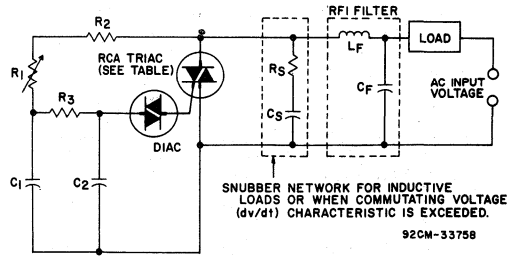 RFI FILTER
R2
LF
LOAD
RCA TRIAC
(SEE TABLE)
R1
RS
CF
AC INPUT
VOLTAGE
R3
CS
DIAC
C1
C2
SNUBBER NETWORK FOR INDUCTIVE
LOADS OR WHEN COMMUTATING VOLTAGE
(dv/dt) CHARACTERISTIC IS EXCEEDED.
92CM-33758